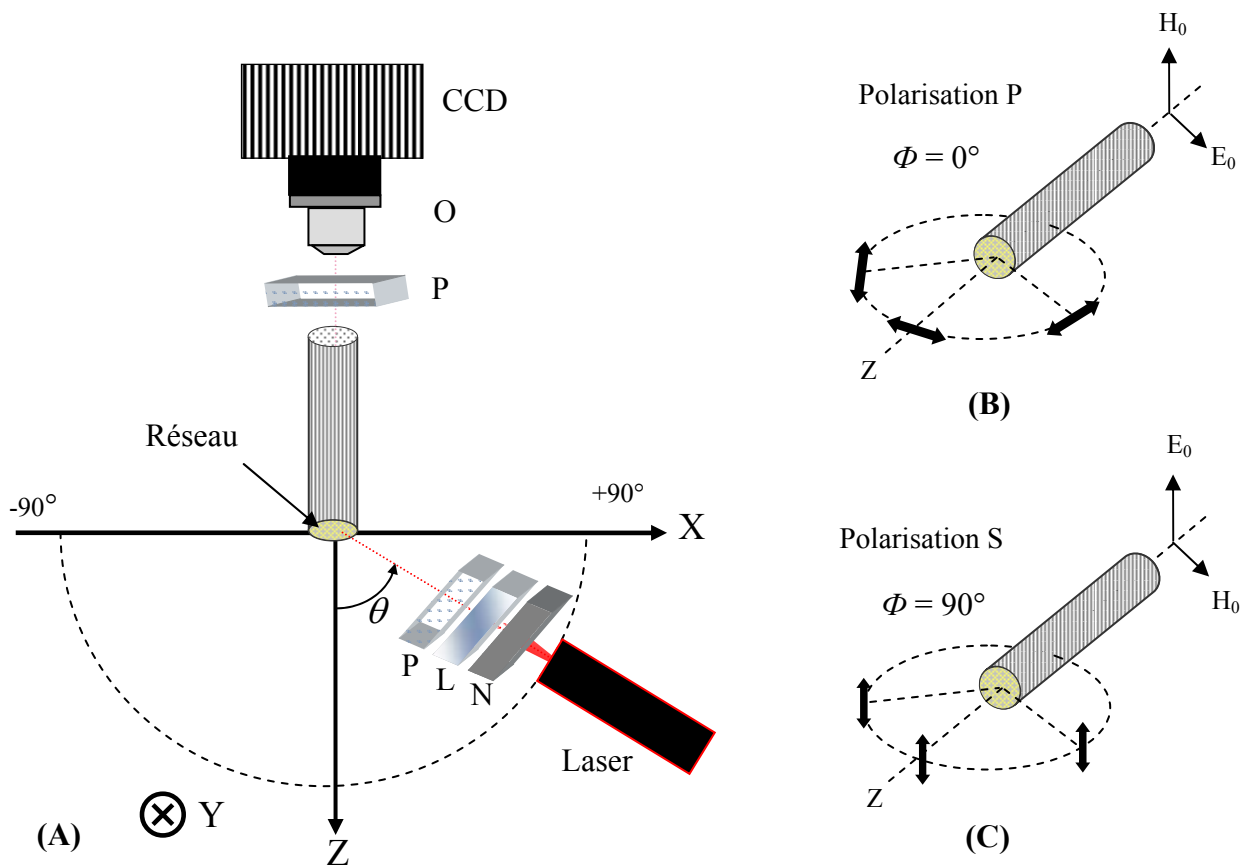 CCD
O
P
Réseau
-90°
+90°
X
θ
P
L
N
Laser
Y
Z
(A)
H₀
Polarisation P
Φ = 0°
E₀
Z
(B)
E₀
Polarisation S
Φ = 90°
H₀
Z
(C)